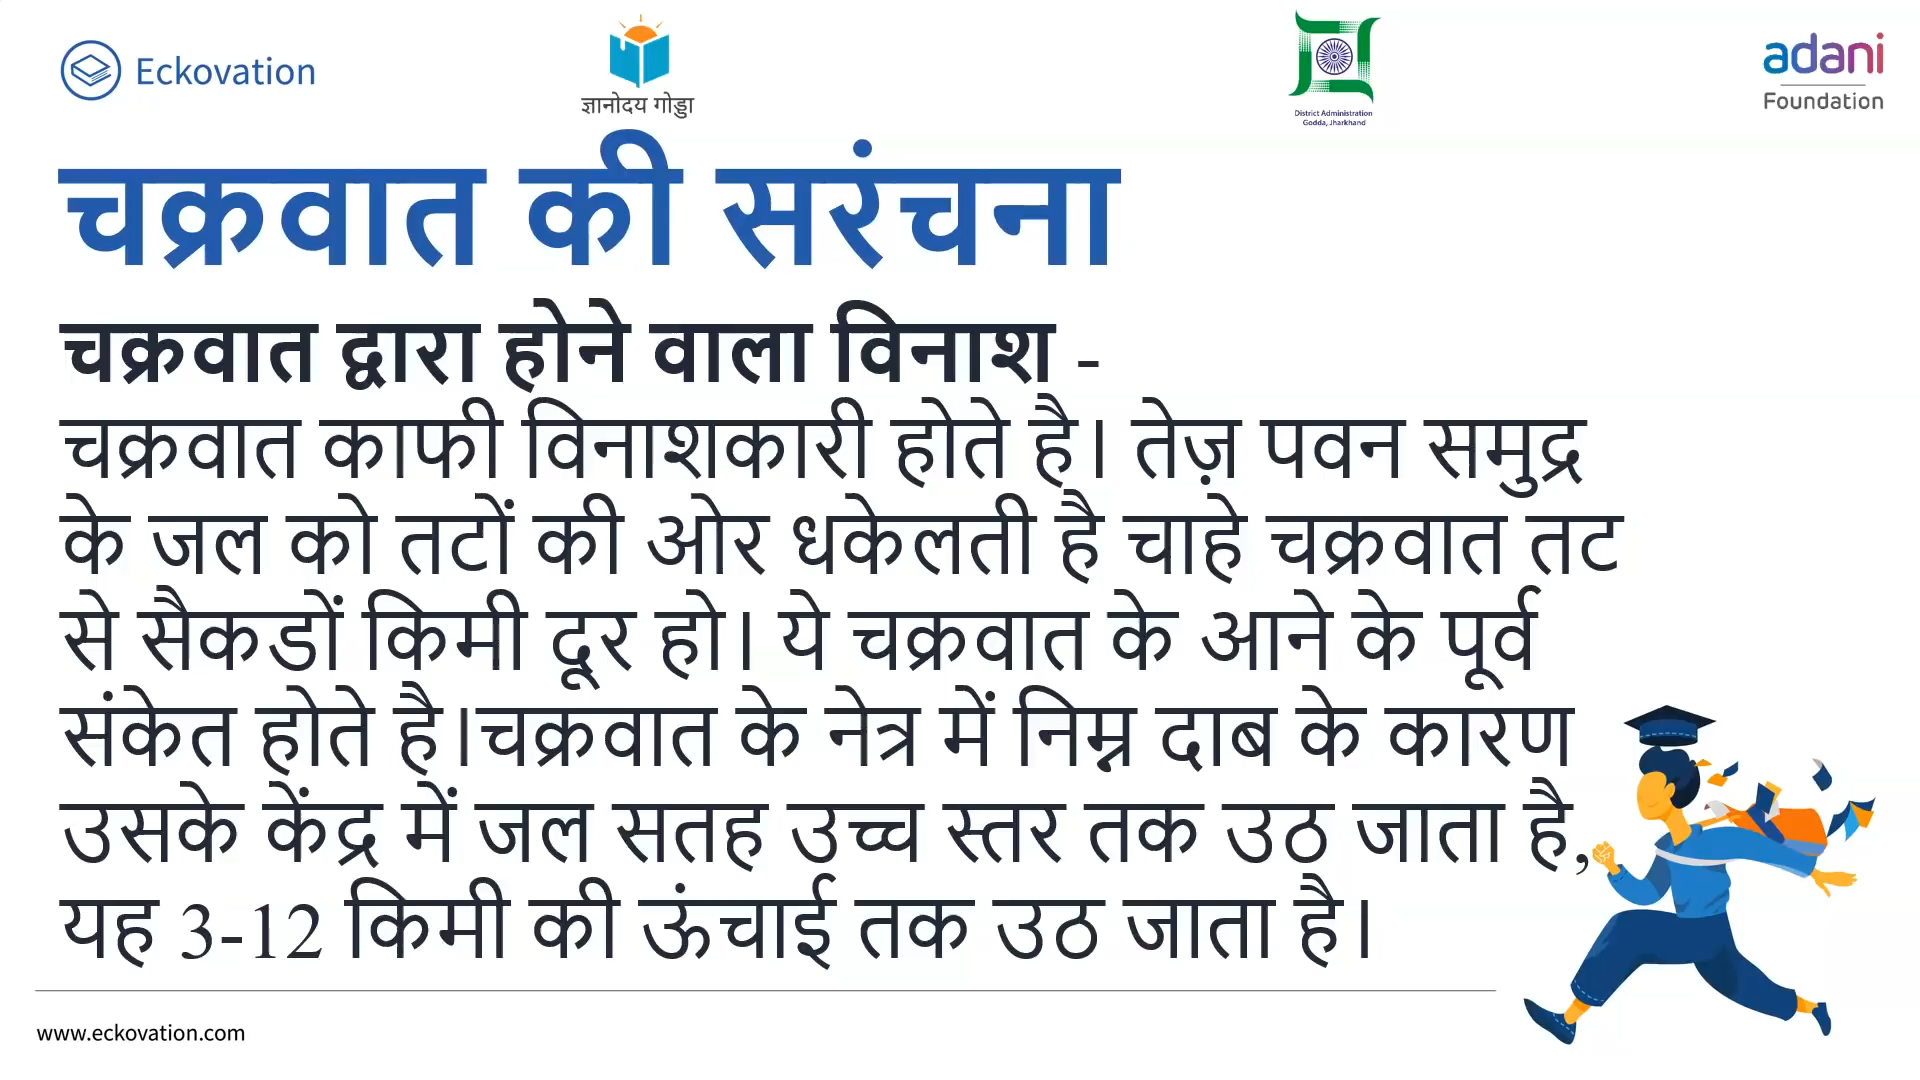 Eckovation
ज्ञानोदय गोड्डा
District Administration
Godda, Jharkhand
adani
Foundation
चक्रवात की सरंचना
चक्रवात द्वारा होने वाला विनाश -
चक्रवात काफी विनाशकारी होते है। तेज़ पवन समुद्र
के जल को तटों की ओर धकेलती है चाहे चक्रवात तट
से सैकडों किमी दूर हो। ये चक्रवात के आने के पूर्व
संकेत होते है।चक्रवात के नेत्र में निम्न दाब के कारण
उसके केंद्र में जल सतह उच्च स्तर तक उठ जाता है,
यह 3-12 किमी की ऊंचाई तक उठ जाता है।
www.eckovation.com